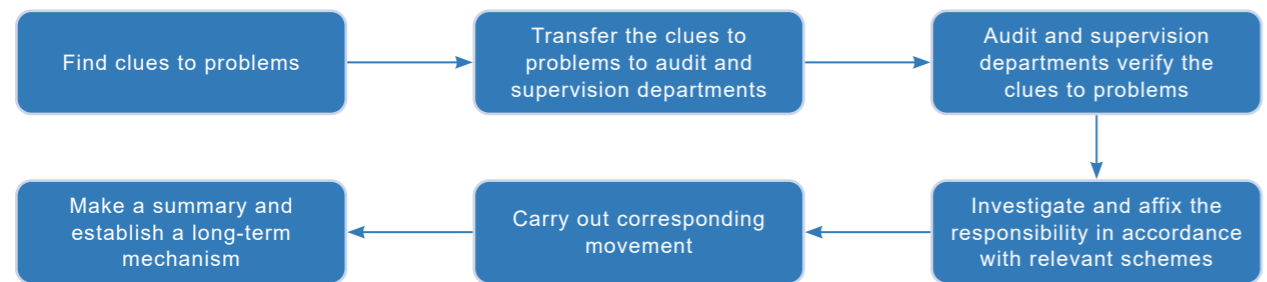 Find clues to problems
Transfer the clues to
problems to audit and
supervision departments
Audit and supervision
departments verify the
clues to problems
Investigate and affix the
responsibility in accordance
with relevant schemes
Carry out corresponding
movement
Make a summary and
establish a long-term
mechanism